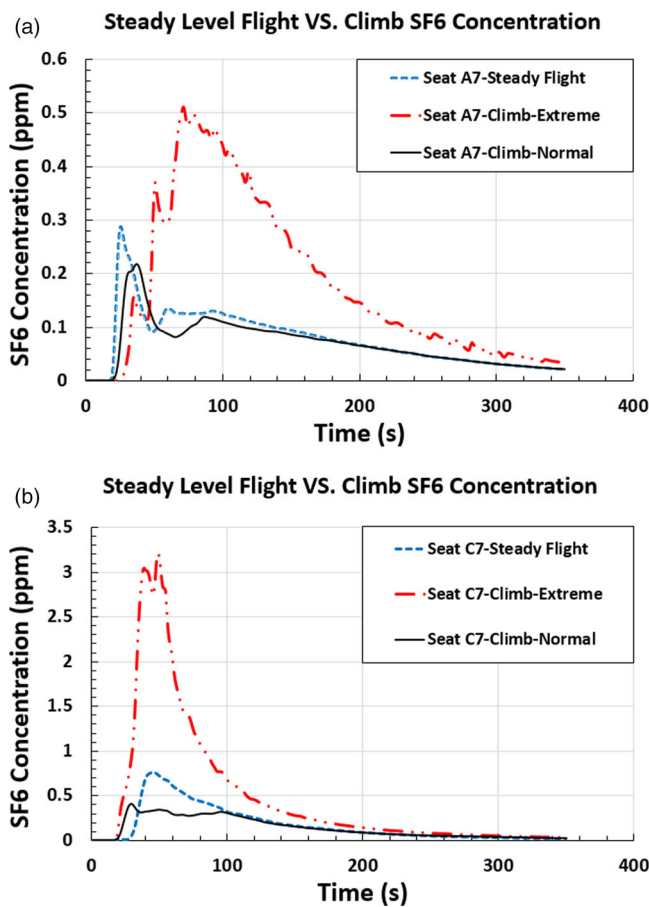 (a)
Steady Level Flight VS. Climb SF6 Concentration
0.6
0.5
0.4
0.3
0.2
0.1
0
SF6 Concentration (ppm)
Seat A7-Steady Flight
Seat A7-Climb-Extreme
Seat A7-Climb-Normal
0 100 200 300 400
Time (s)
(b)
Steady Level Flight VS. Climb SF6 Concentration
3.5
3
2.5
2
1.5
1
0.5
0
SF6 Concentration (ppm)
Seat C7-Steady Flight
Seat C7-Climb-Extreme
Seat C7-Climb-Normal
0 100 200 300 400
Time (s)